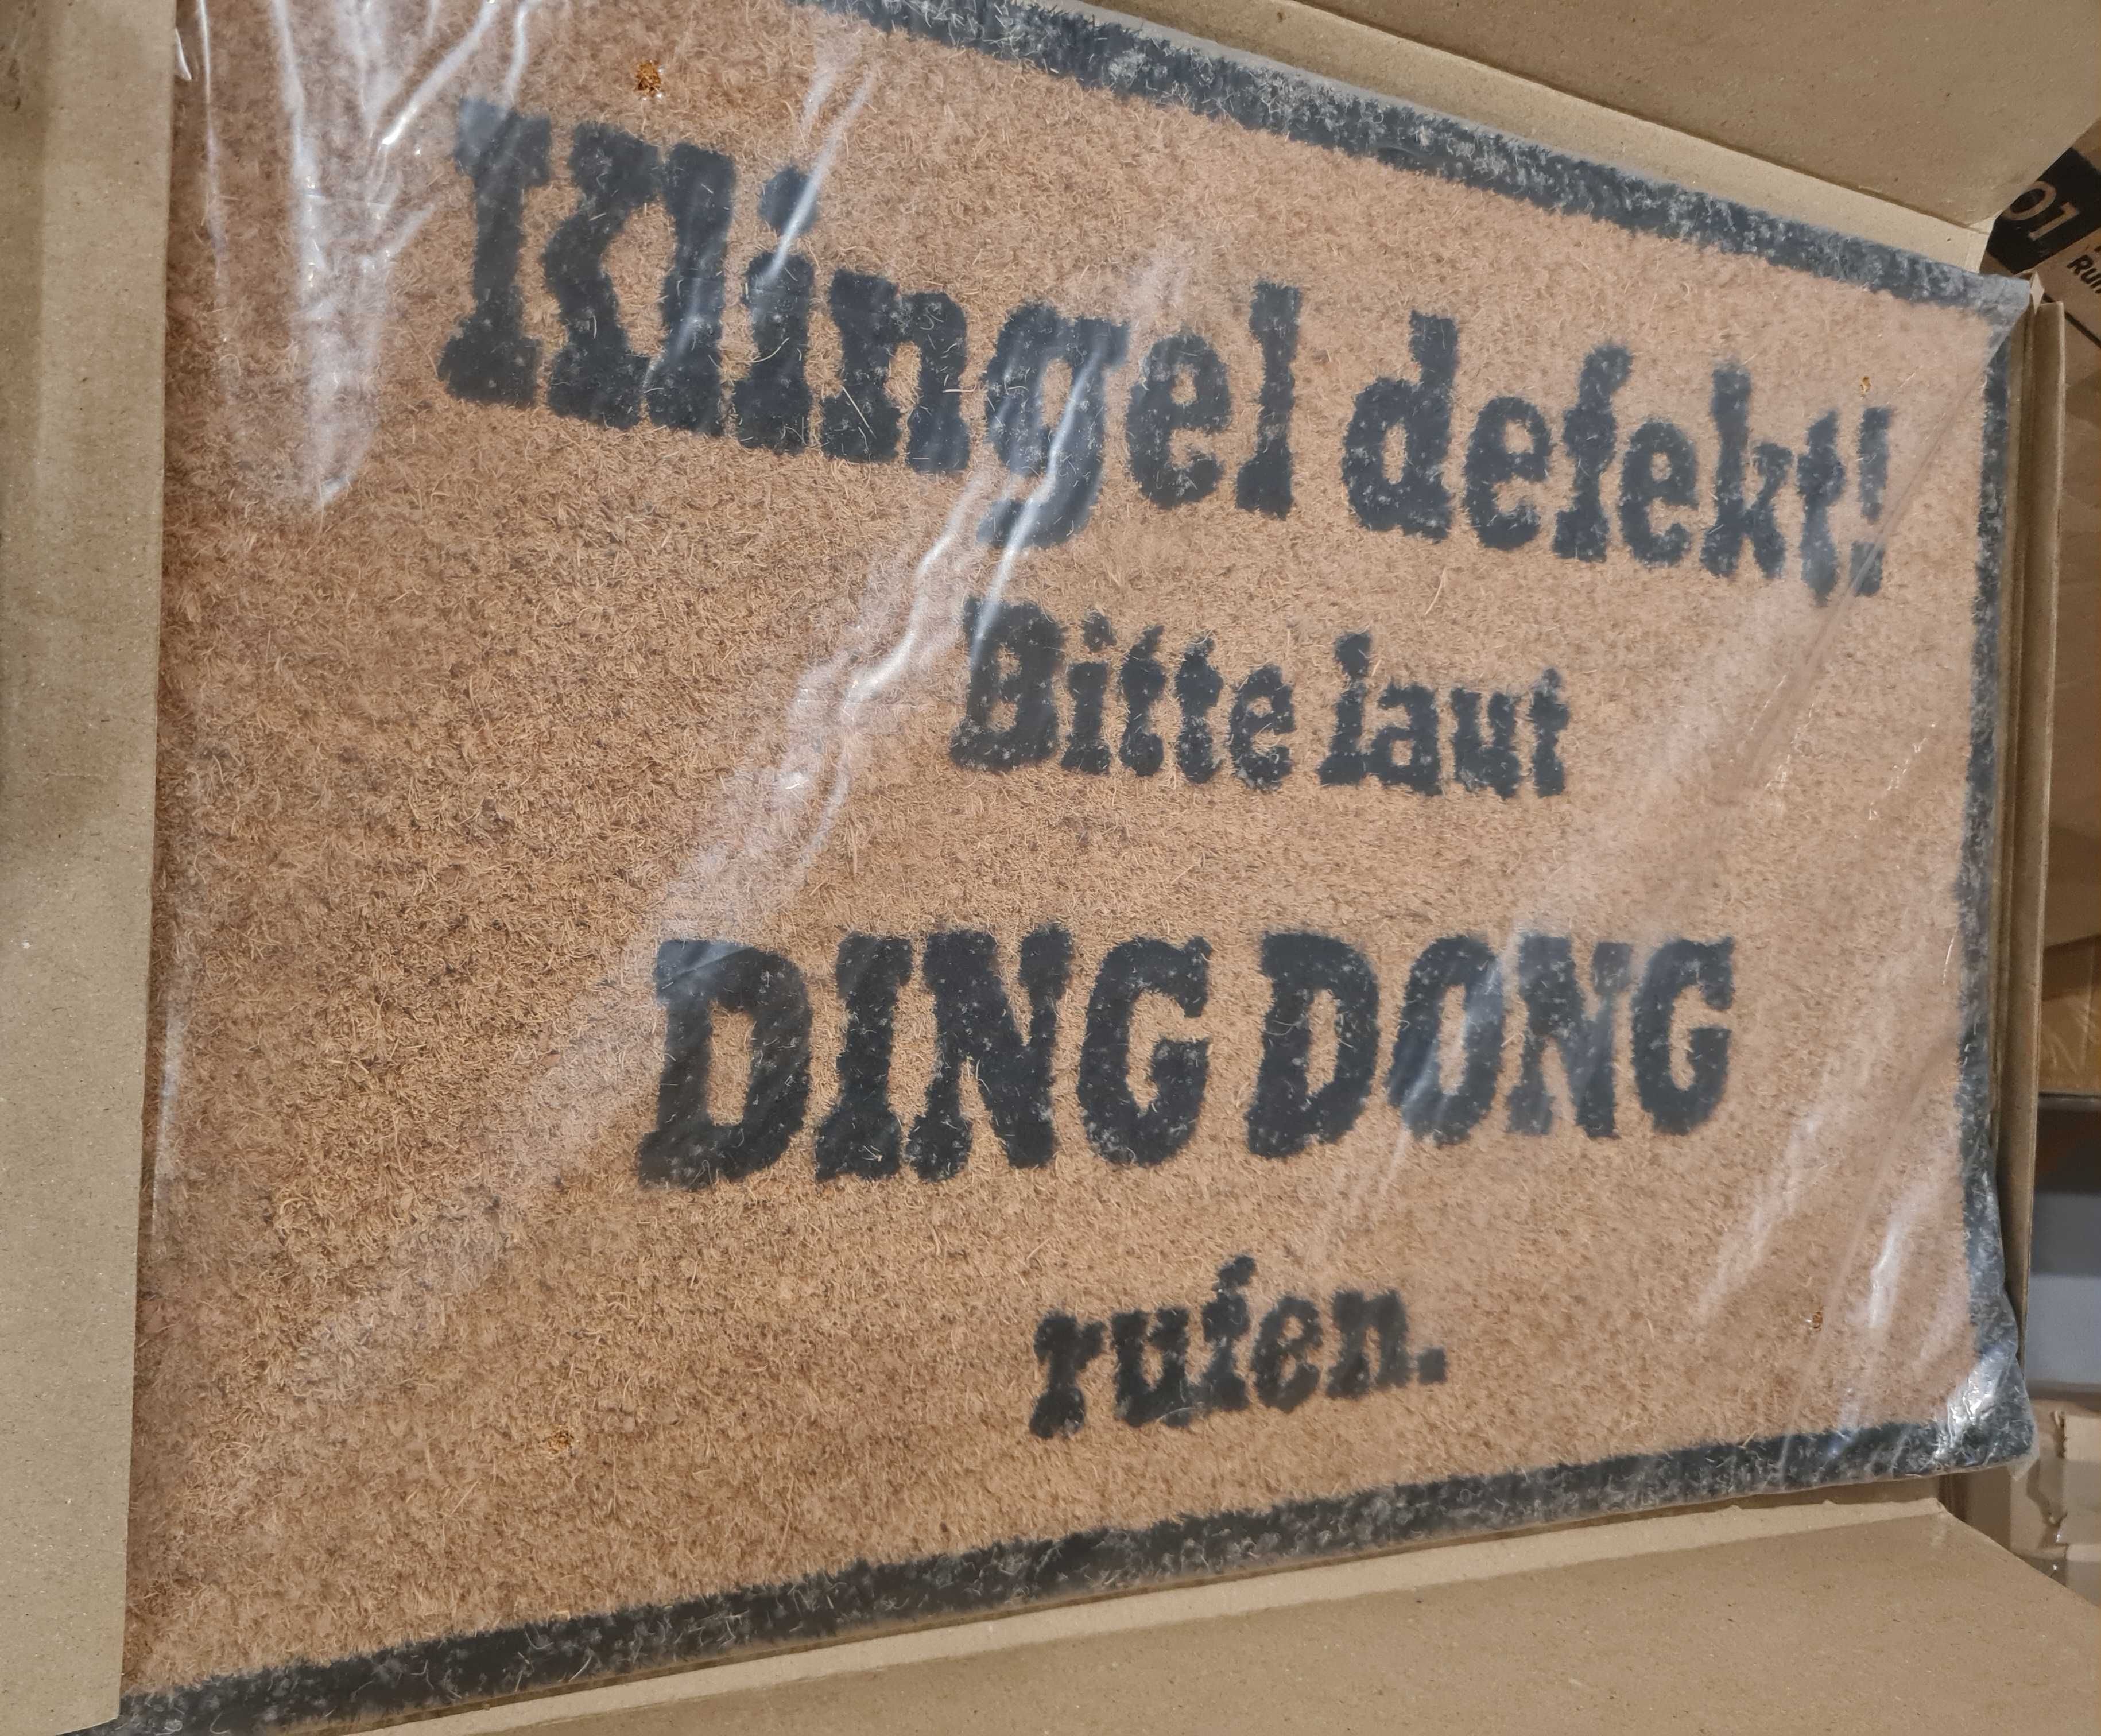 Klingel defekt!
Bitte laut
DING DONG
rufen.